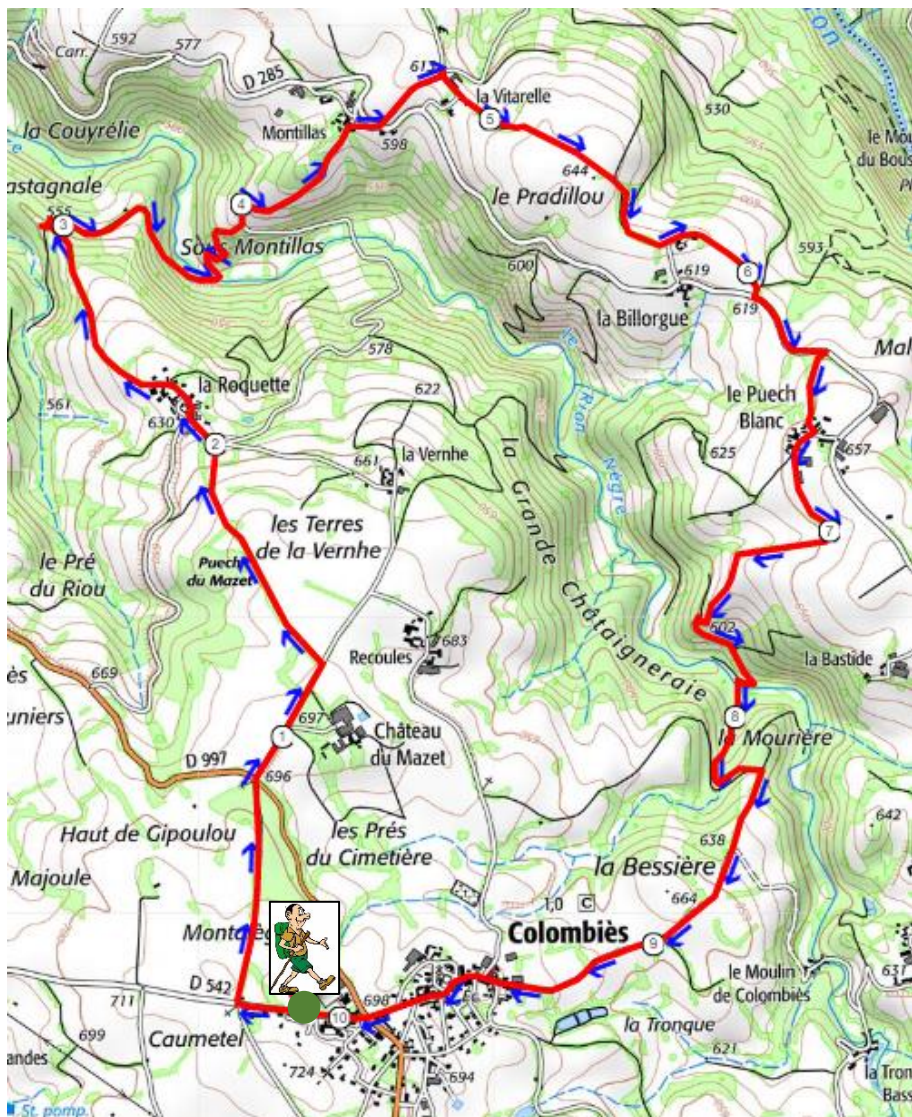 592
577
Carr.
D 285
la Couyrélie
Montillas
598
la Vitarelle
5
530
644
le Pradillou
555
3
4
Sous Montillas
600
593
6
619
619
la Billorgue
578
la Roquette
622
561
630
2
661
la Vernhe
le Puech
Blanc
657
625
la
Grande
Châtaigneraie
Rion
Nègre
les Terres
de la Vernhe
7
le Pré
du Riou
Puech
du Mazet
602
Recoules
683
la Bastide
669
697
1
Château
du Mazet
8
la Mourière
D 997
696
Haut de Gipoulou
les Prés
du Cimetière
638
642
la Bessière
Majoule
664
10
C
Colombiès
9
le Moulin
de Colombiès
631
D 542
711
698
10
699
Caumetel
la Tronque
621
724
694
St. pomp.